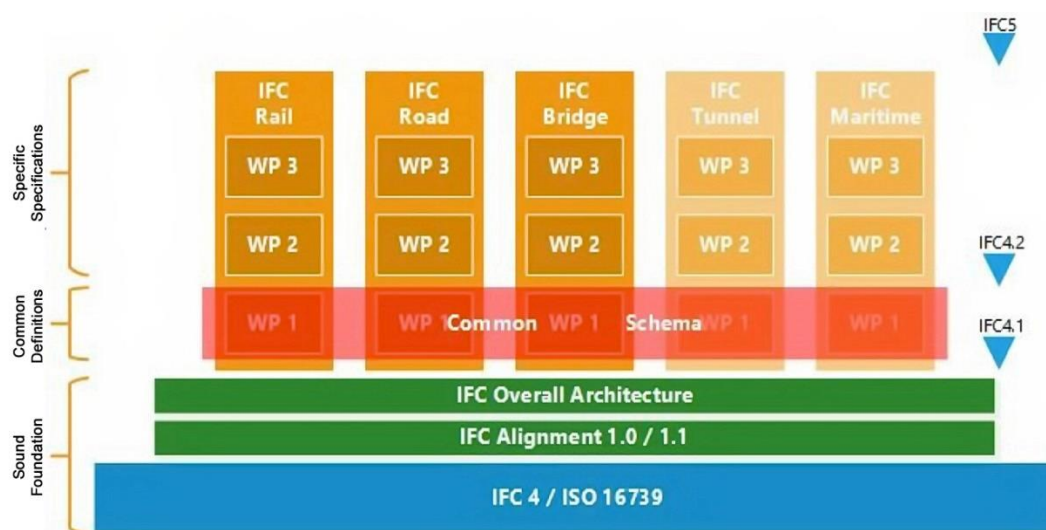 IFC5
IFC
Rail
IFC
Road
IFC
Bridge
IFC
Tunnel
IFC
Maritime
Specific
Specifications
WP 3
WP 3
WP 3
WP 3
WP 3
WP 2
WP 2
WP 2
WP 2
WP 2
IFC4.2
Common
Definitions
WP 1
WP 1
WP 1
WP 1
WP 1
Common Schema
IFC4.1
Sound
Foundation
IFC Overall Architecture
IFC Alignment 1.0 / 1.1
IFC 4 / ISO 16739